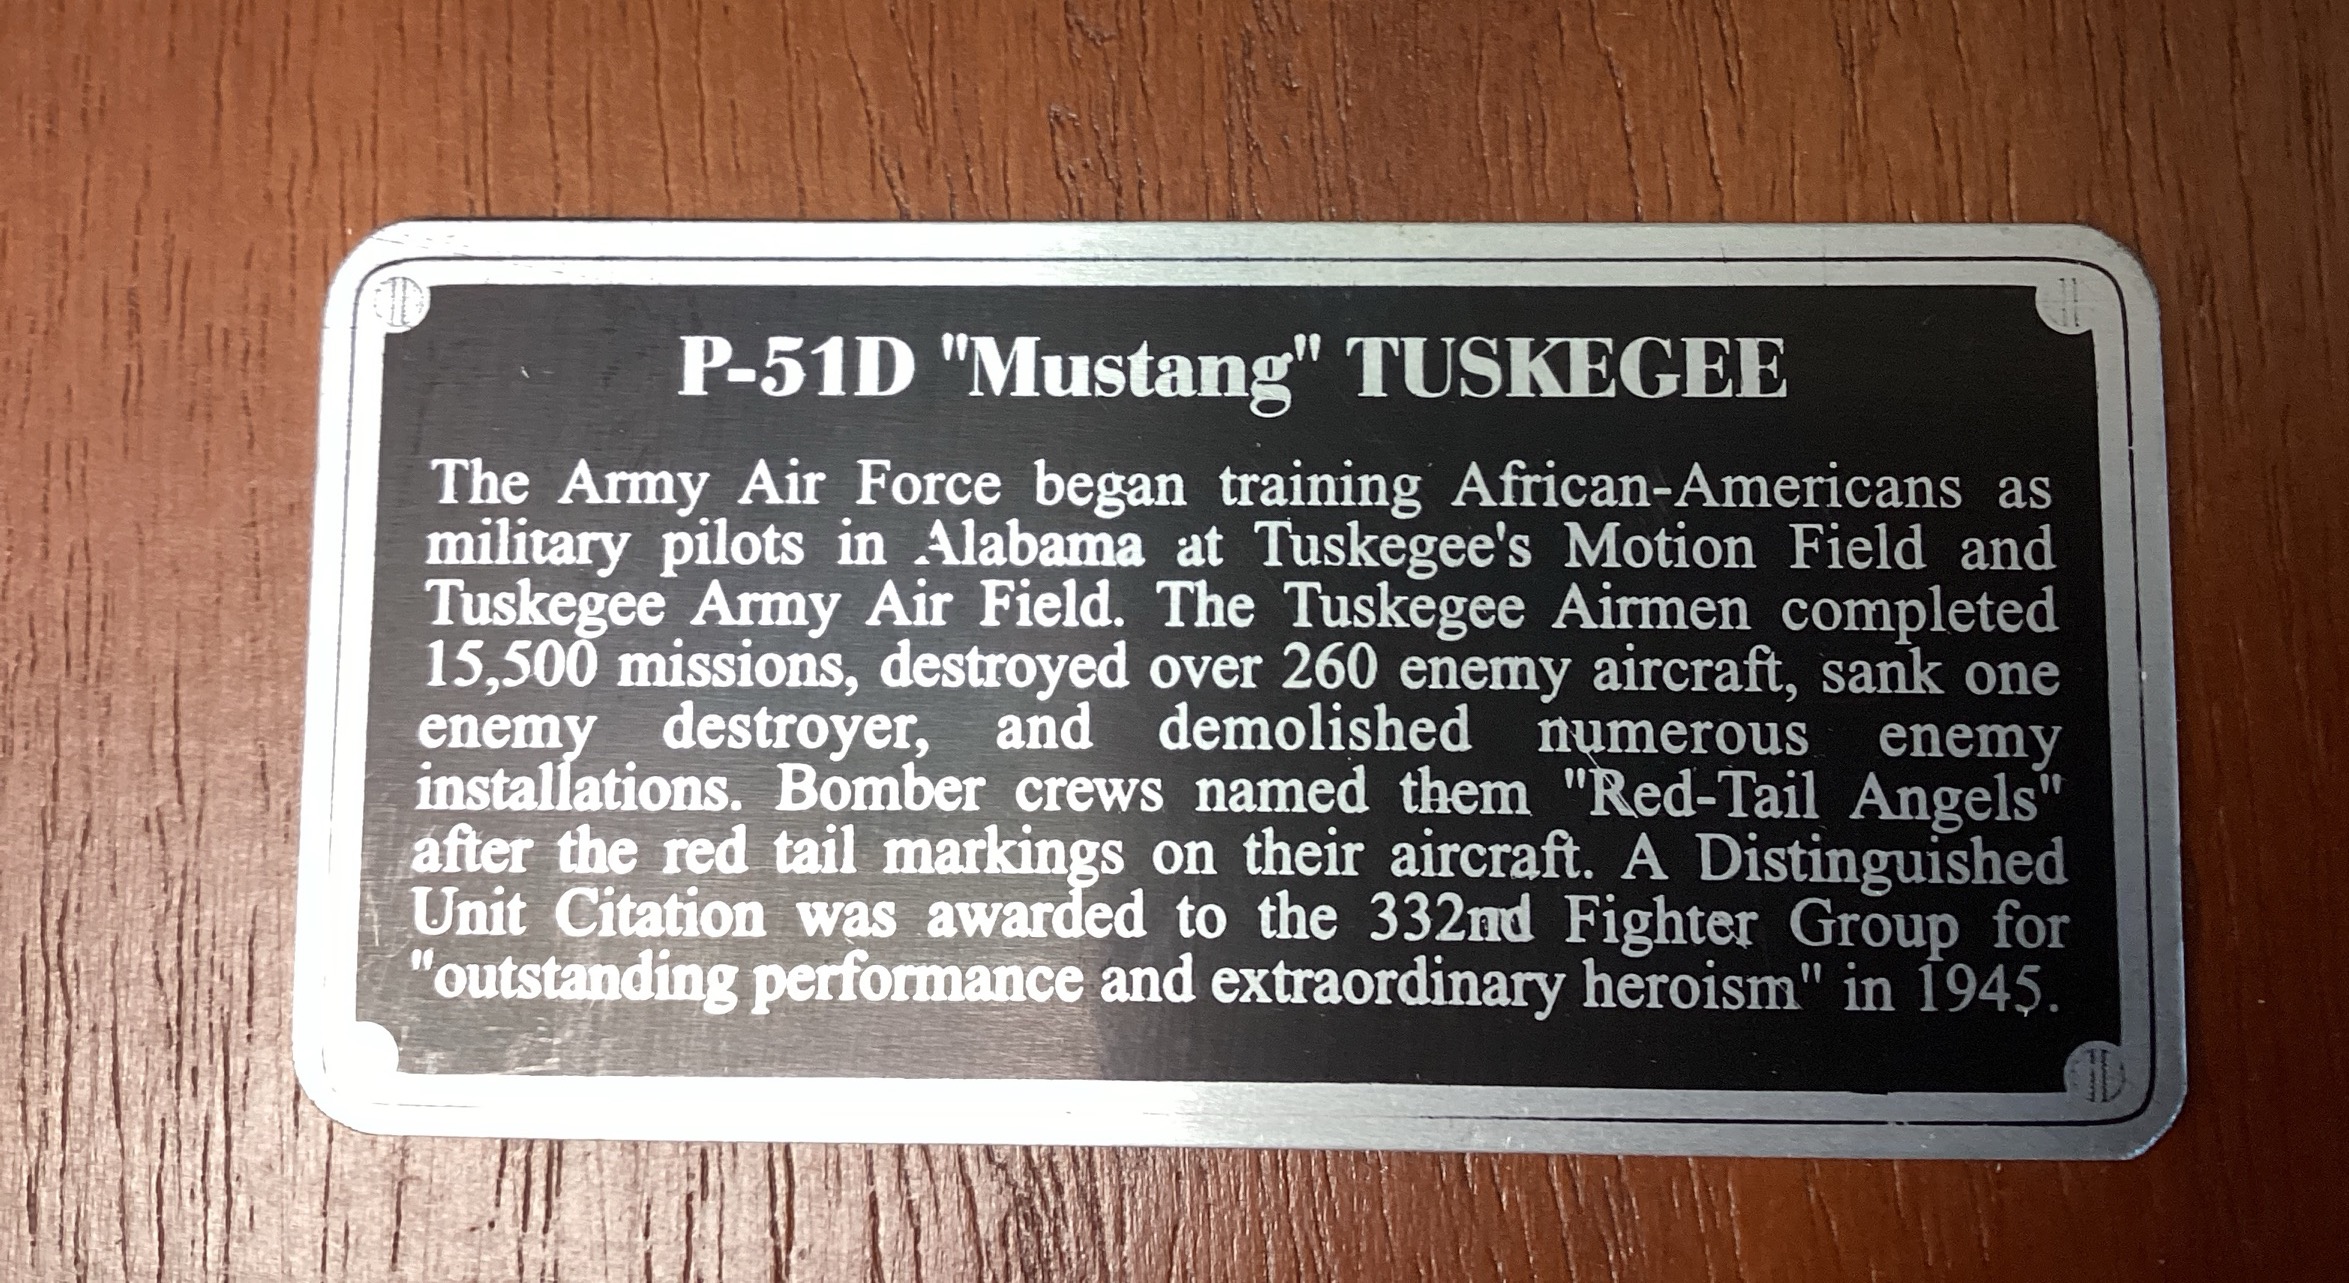 P-51D "Mustang" TUSKEGEE
The Army Air Force began training African-Americans as
military pilots in Alabama at Tuskegee's Motion Field and
Tuskegee Army Air Field. The Tuskegee Airmen completed
15,500 missions, destroyed over 260 enemy aircraft, sank one
enemy destroyer, and demolished numerous enemy
installations. Bomber crews named them "Red-Tail Angels"
after the red tail markings on their aircraft. A Distinguished
Unit Citation was awarded to the 332nd Fighter Group for
"outstanding performance and extraordinary heroism" in 1945.